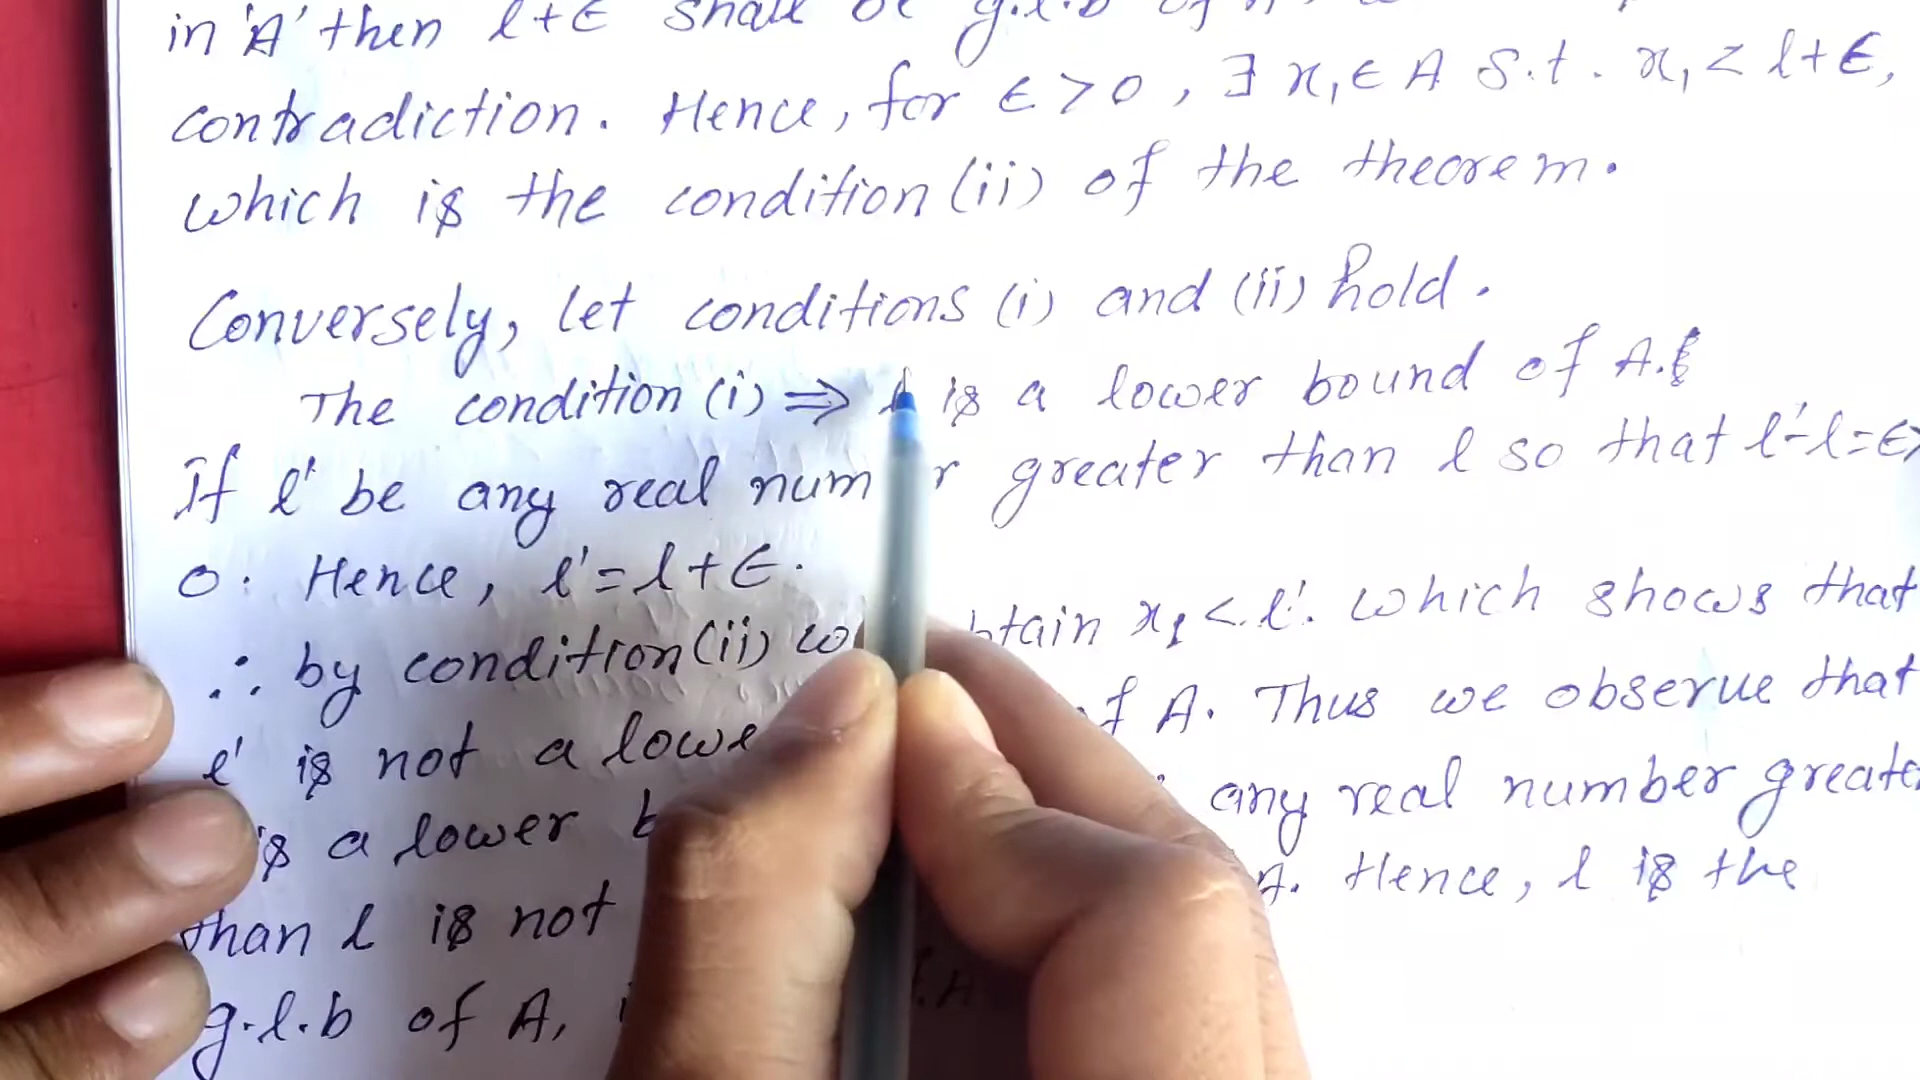 in 'A' then l+ε shall be g.l.b of
contradiction. Hence, for ε>0, ∃ x₁∈A s.t. x₁<l+ε,
which is the condition (ii) of the theorem.
Conversely, let conditions (i) and (ii) hold.
The condition (i) ⇒ l is a lower bound of A.
If l' be any real num r greater than l so that l'-l=ε>
0. Hence, l'=l+ε.
∴ by condition (ii) btain x₁<l'. which shows that
l' is not a lowe of A. Thus we observe that
is a lower b any real number greate
than l is not A. Hence, l is the
g.l.b of A,